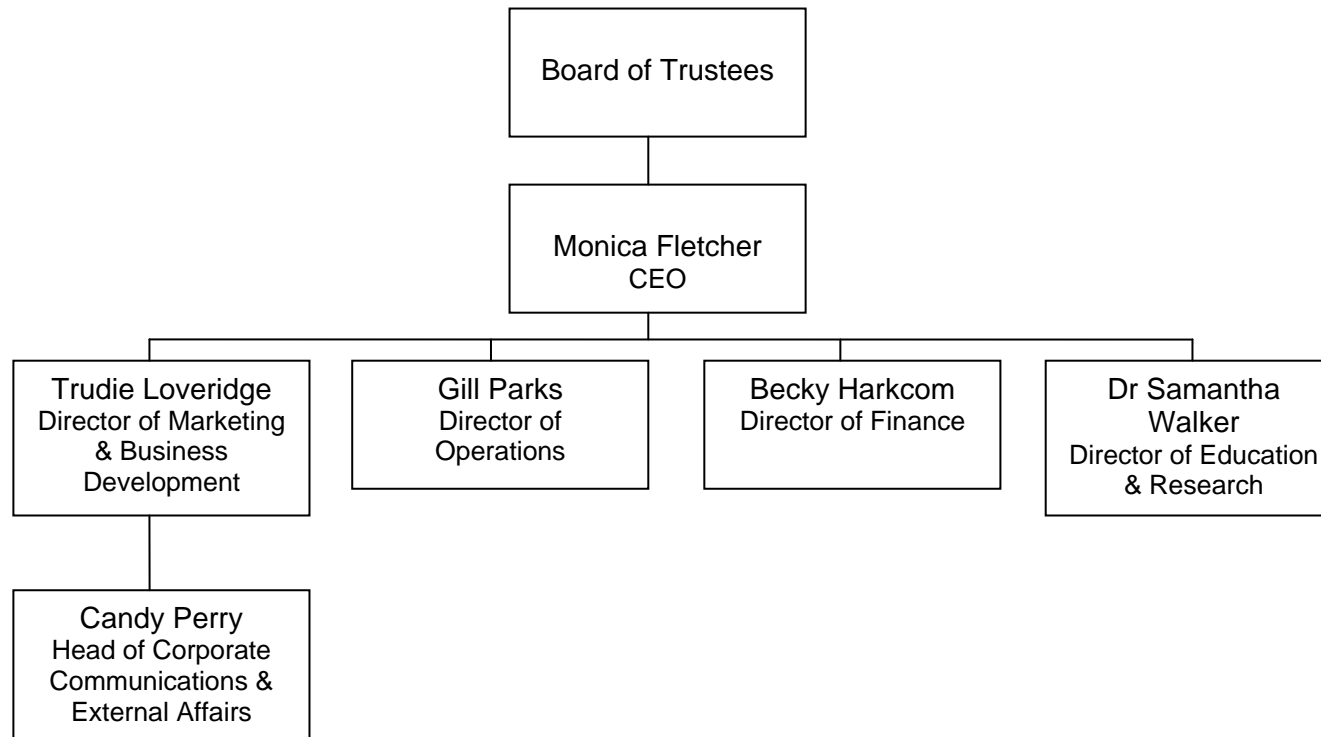 Board of Trustees
Monica Fletcher
CEO
Trudie Loveridge
Director of Marketing
& Business
Development
Gill Parks
Director of
Operations
Becky Harkcom
Director of Finance
Dr Samantha
Walker
Director of Education
& Research
Candy Perry
Head of Corporate
Communications &
External Affairs